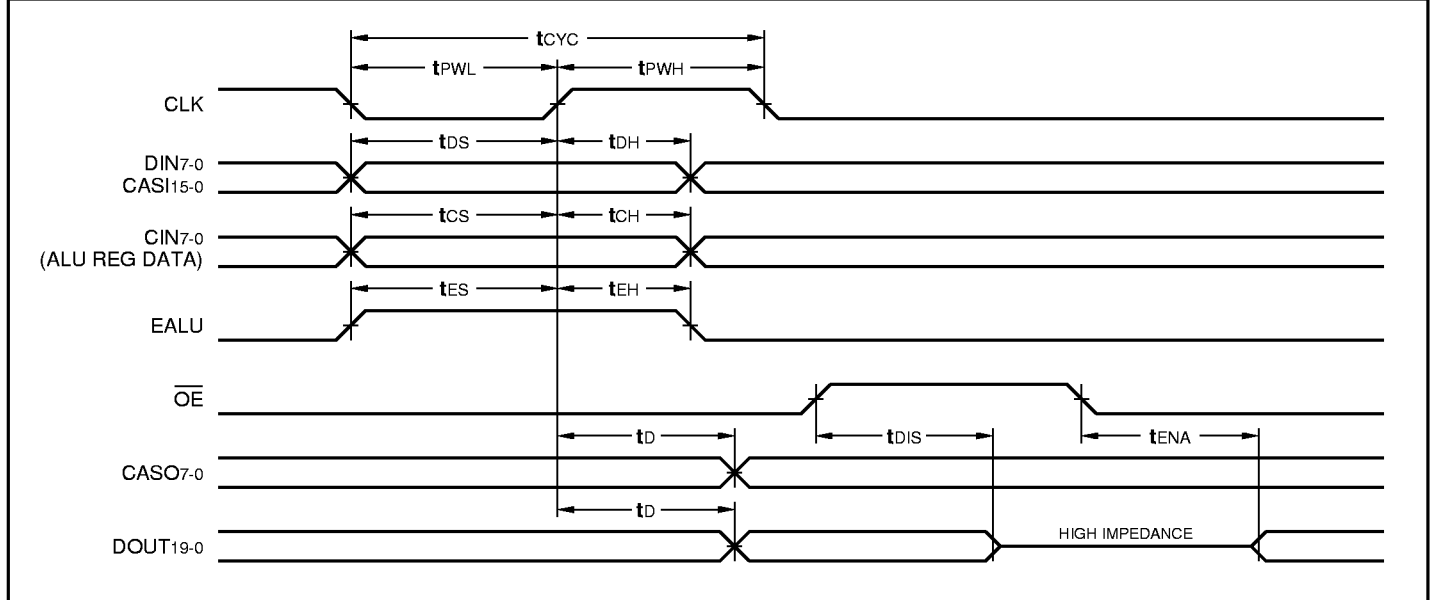 tCYC
tPWL tPWH
CLK
tDS tDH
DIN7-0
CASI15-0
tCS tCH
CIN7-0
(ALU REG DATA)
tES tEH
EALU
OE
tD tDIS tENA
CASO7-0
tD
HIGH IMPEDANCE
DOUT19-0